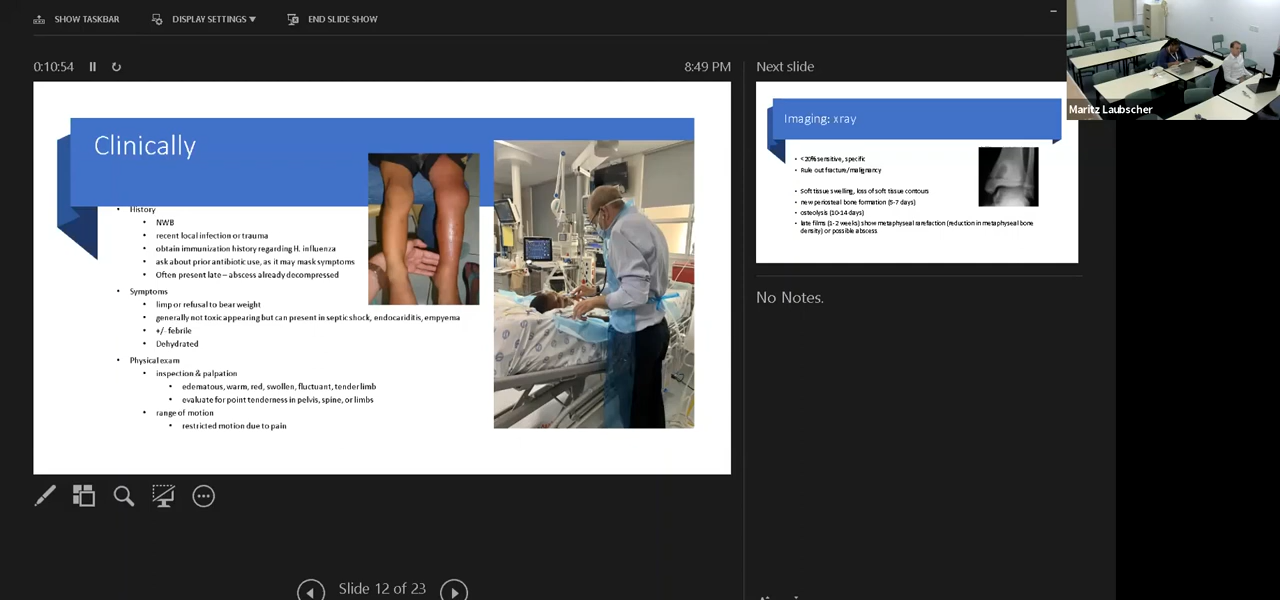 SHOW TASKBAR
DISPLAY SETTINGS ▼
END SLIDE SHOW
0:10:54
8:49 PM
Next slide
Maritz Laubscher
Clinically
• History
• NWB
• recent local infection or trauma
• obtain immunization history regarding H. influenza
• ask about prior antibiotic use, as it may mask symptoms
• Often present late – abscess already decompressed
• Symptoms
• limp or refusal to bear weight
• generally not toxic appearing but can present in septic shock, endocarditis, empyema
• +/- febrile
• Dehydrated
• Physical exam
• inspection & palpation
• edematous, warm, red, swollen, fluctuant, tender limb
• evaluate for point tenderness in pelvis, spine, or limbs
• range of motion
• restricted motion due to pain
Imaging: xray
• <20% sensitive, specific
• Rule out fracture/malignancy
• Soft tissue swelling, loss of soft tissue contours
• new periosteal bone formation (5-7 days)
• osteolysis (10-14 days)
• late films (1-2 weeks) show metaphyseal rarefaction (reduction in metaphyseal bone
density) or possible abscess
No Notes.
Slide 12 of 23